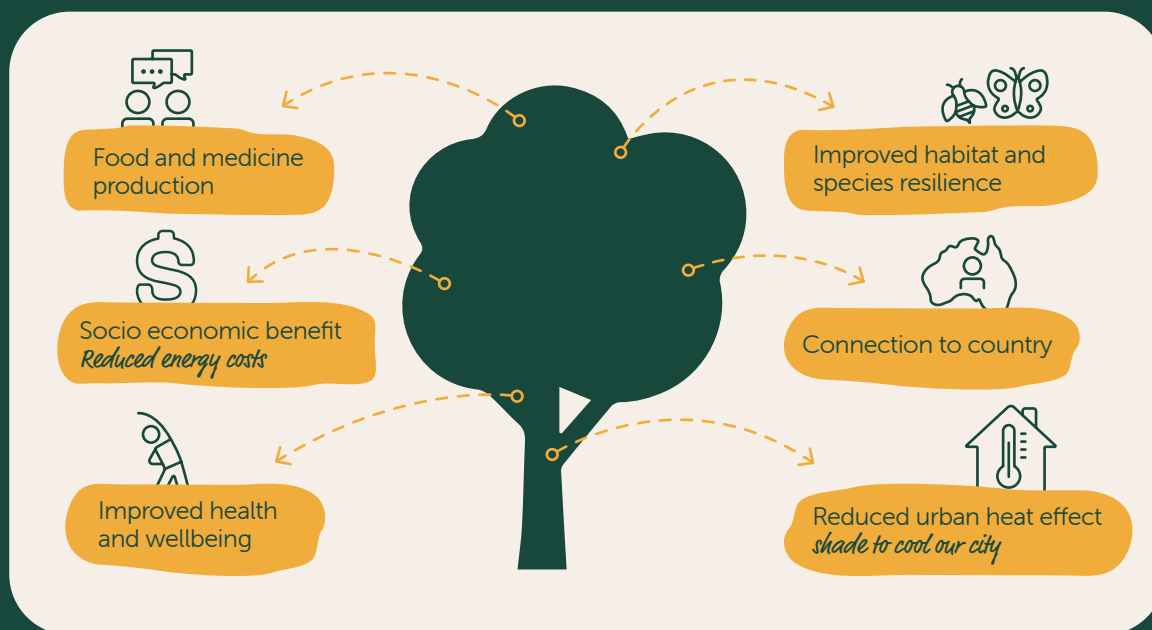 Food and medicine
production
Improved habitat and
species resilience
Socio economic benefit
Reduced energy costs
Connection to country
Improved health
and wellbeing
Reduced urban heat effect
shade to cool our city